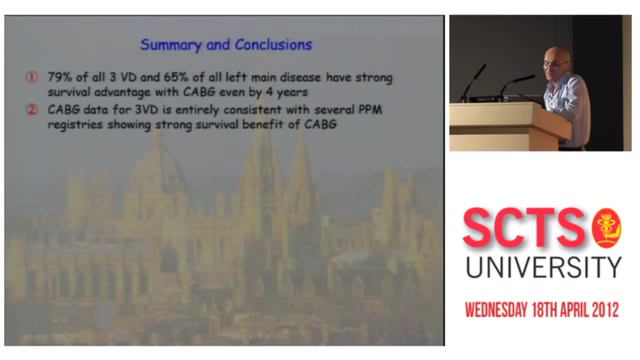 Summary and Conclusions
① 79% of all 3 VD and 65% of all left main disease have strong
survival advantage with CABG even by 4 years
② CABG data for 3VD is entirely consistent with several PPM
registries showing strong survival benefit of CABG
SCTS
UNIVERSITY
WEDNESDAY 18TH APRIL 2012